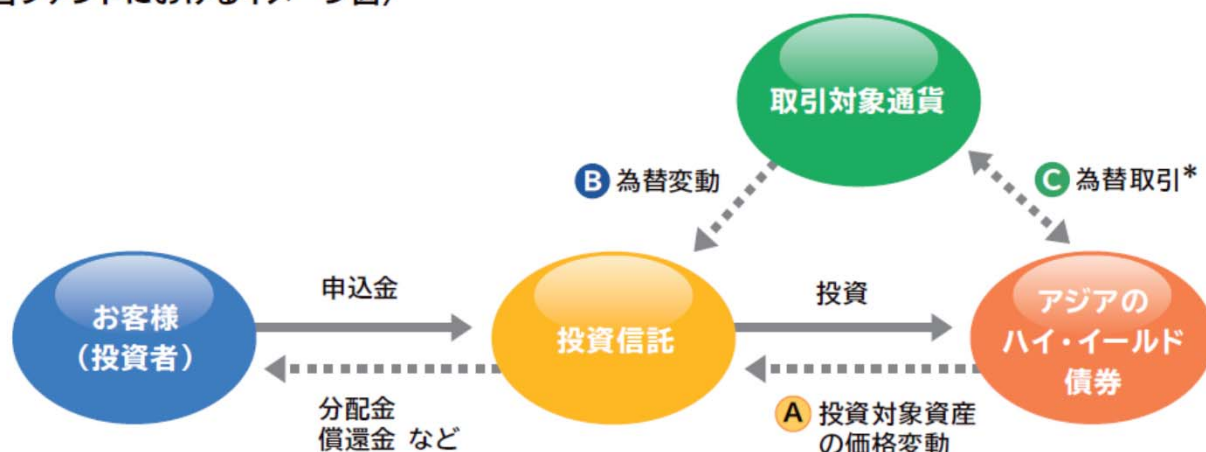 取引対象通貨
B 為替変動
C 為替取引*
申込金
投資
お客様
（投資者）
投資信託
アジアの
ハイ・イールド
債券
分配金
償還金 など
A 投資対象資産
の価格変動